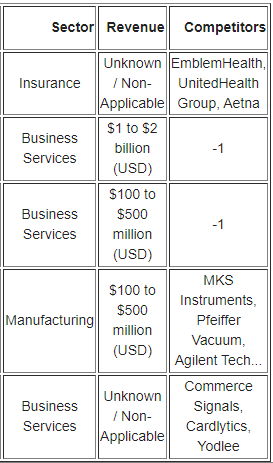 Sector Revenue Competitors
Insurance
Unknown
/ Non-
Applicable
EmblemHealth,
UnitedHealth
Group, Aetna
Business
Services
$1 to $2
billion
(USD)
-1
Business
Services
$100 to
$500
million
(USD)
-1
Manufacturing
$100 to
$500
million
(USD)
MKS
Instruments,
Pfeiffer
Vacuum,
Agilent Tech...
Business
Services
Unknown
/ Non-
Applicable
Commerce
Signals,
Cardlytics,
Yodlee